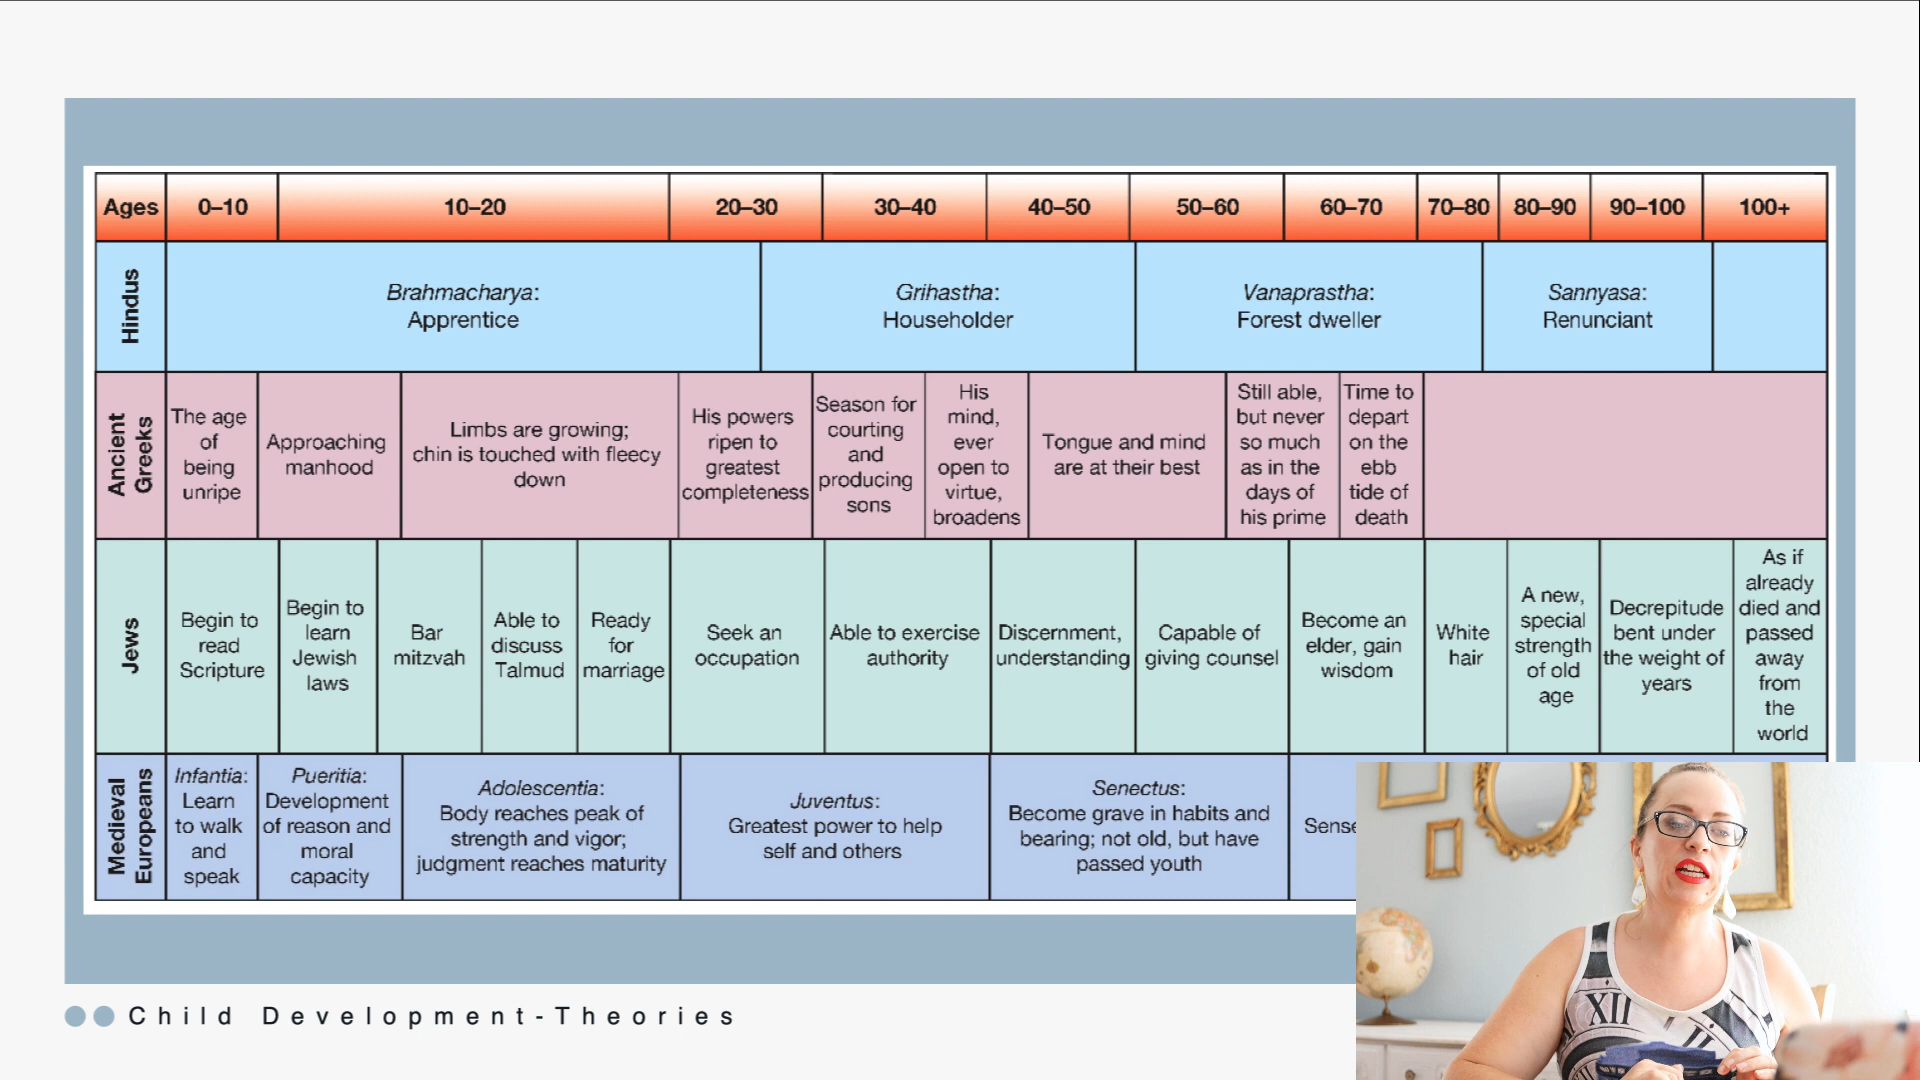 Ages 0–10 10–20 20–30 30–40 40–50 50–60 60–70 70–80 80–90 90–100 100+
Hindus
Brahmacharya:
Apprentice
Grihastha:
Householder
Vanaprastha:
Forest dweller
Sannyasa:
Renunciant
Ancient
Greeks
The age
of
being
unripe
Approaching
manhood
Limbs are growing;
chin is touched with fleecy
down
His powers
ripen to
greatest
completeness
Season for
courting
and
producing
sons
His
mind,
ever
open to
virtue,
broadens
Tongue and mind
are at their best
Still able,
but never
so much
as in the
days of
his prime
Time to
depart
on the
ebb
tide of
death
Jews
Begin to
read
Scripture
Begin to
learn
Jewish
laws
Bar
mitzvah
Able to
discuss
Talmud
Ready
for
marriage
Seek an
occupation
Able to exercise
authority
Discernment,
understanding
Capable of
giving counsel
Become an
elder, gain
wisdom
White
hair
A new,
special
strength
of old
age
Decrepitude
bent under
the weight of
years
As if
already
died and
passed
away
from
the
world
Medieval
Europeans
Infantia:
Learn
to walk
and
speak
Pueritia:
Development
of reason and
moral
capacity
Adolescentia:
Body reaches peak of
strength and vigor;
judgment reaches maturity
Juventus:
Greatest power to help
self and others
Senectus:
Become grave in habits and
bearing; not old, but have
passed youth
Sense
XII
II
Child Development-Theories